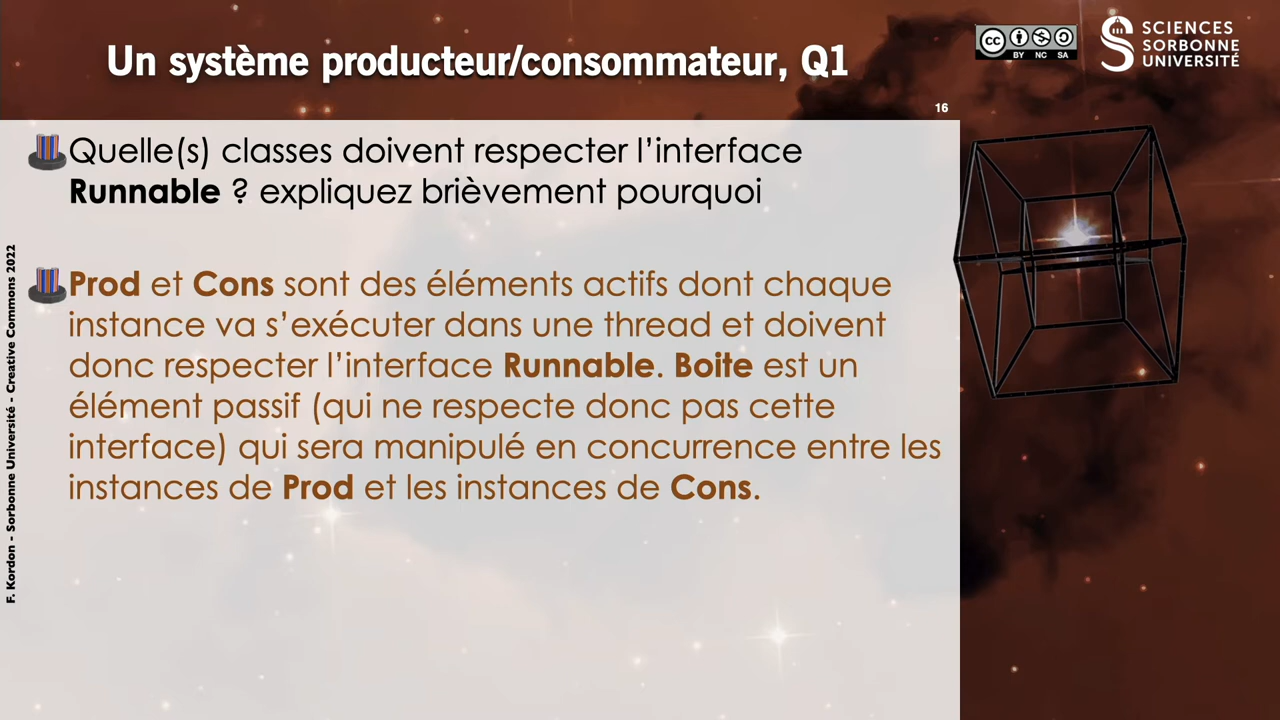 Un système producteur/consommateur, Q1
cc BY NC SA
SCIENCES
SORBONNE
UNIVERSITÉ
16
Quelle(s) classes doivent respecter l’interface
Runnable ? expliquez brièvement pourquoi
Prod et Cons sont des éléments actifs dont chaque
instance va s’exécuter dans une thread et doivent
donc respecter l’interface Runnable. Boite est un
élément passif (qui ne respecte donc pas cette
interface) qui sera manipulé en concurrence entre les
instances de Prod et les instances de Cons.
F. Kordon - Sorbonne Université - Creative Commons 2022